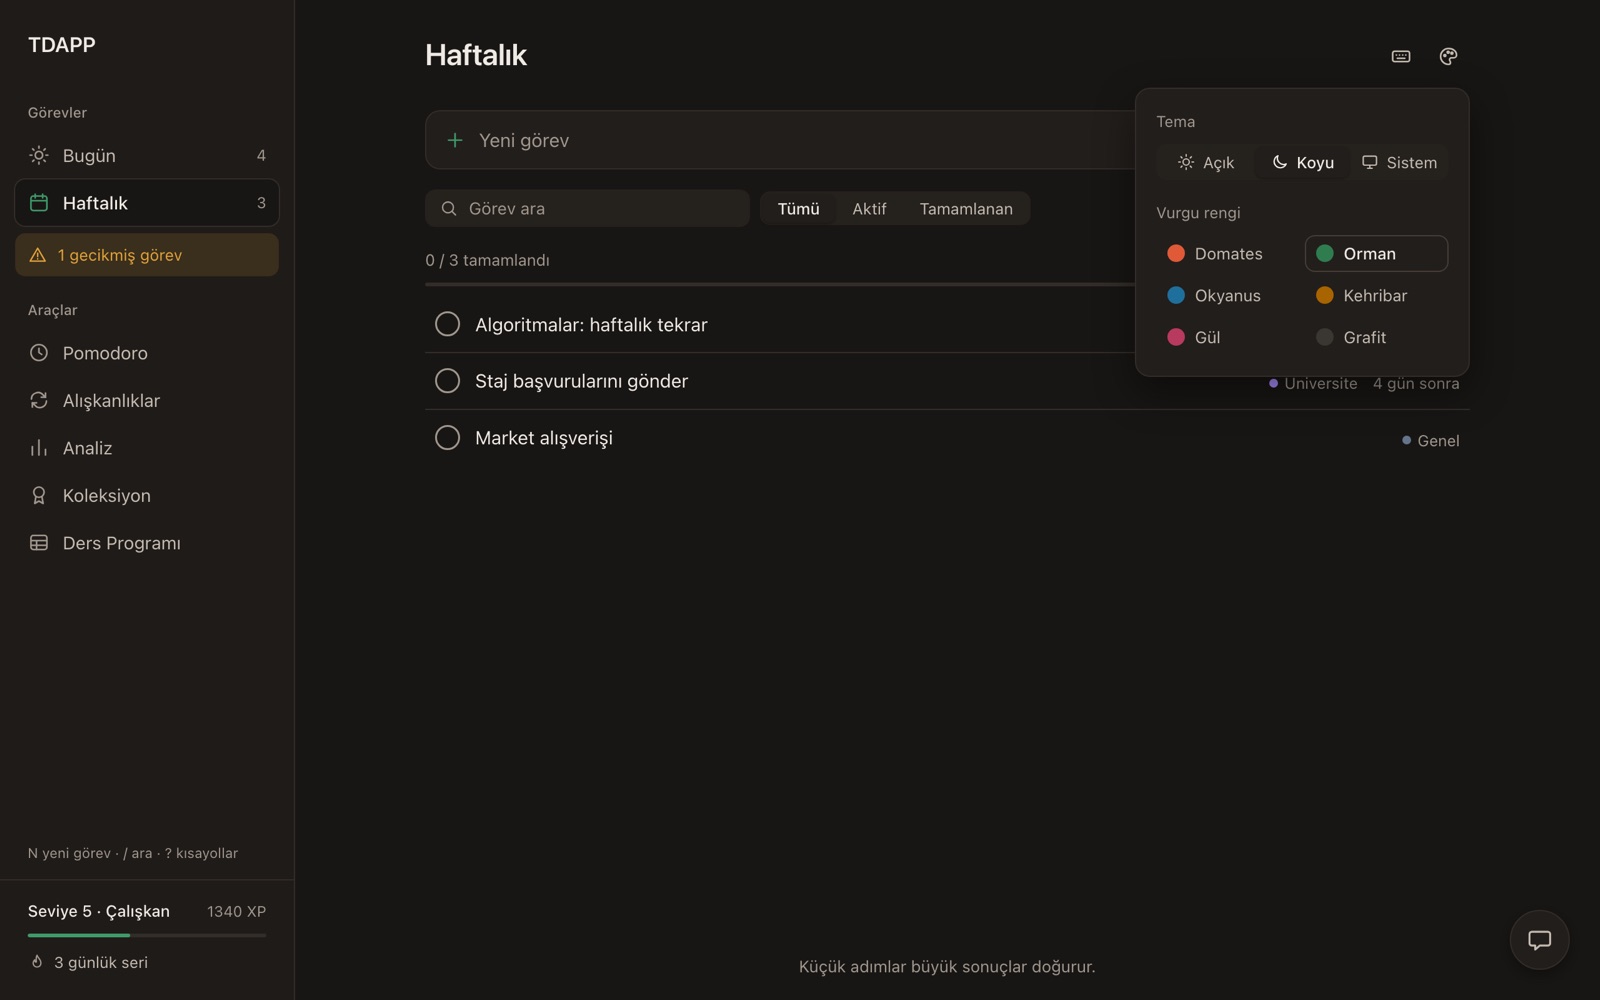 TDAPP
Görevler
Bugün 4
Haftalık 3
1 gecikmiş görev
Araçlar
Pomodoro
Alışkanlıklar
Analiz
Koleksiyon
Ders Programı
N yeni görev · / ara · ? kısayollar
Seviye 5 · Çalışkan 1340 XP
3 günlük seri
Haftalık
Yeni görev
Görev ara Tümü Aktif Tamamlanan
0 / 3 tamamlandı
Algoritmalar: haftalık tekrar
Staj başvurularını gönder Üniversite 4 gün sonra
Market alışverişi Genel
Tema
Açık Koyu Sistem
Vurgu rengi
Domates Orman
Okyanus Kehribar
Gül Grafit
Küçük adımlar büyük sonuçlar doğurur.